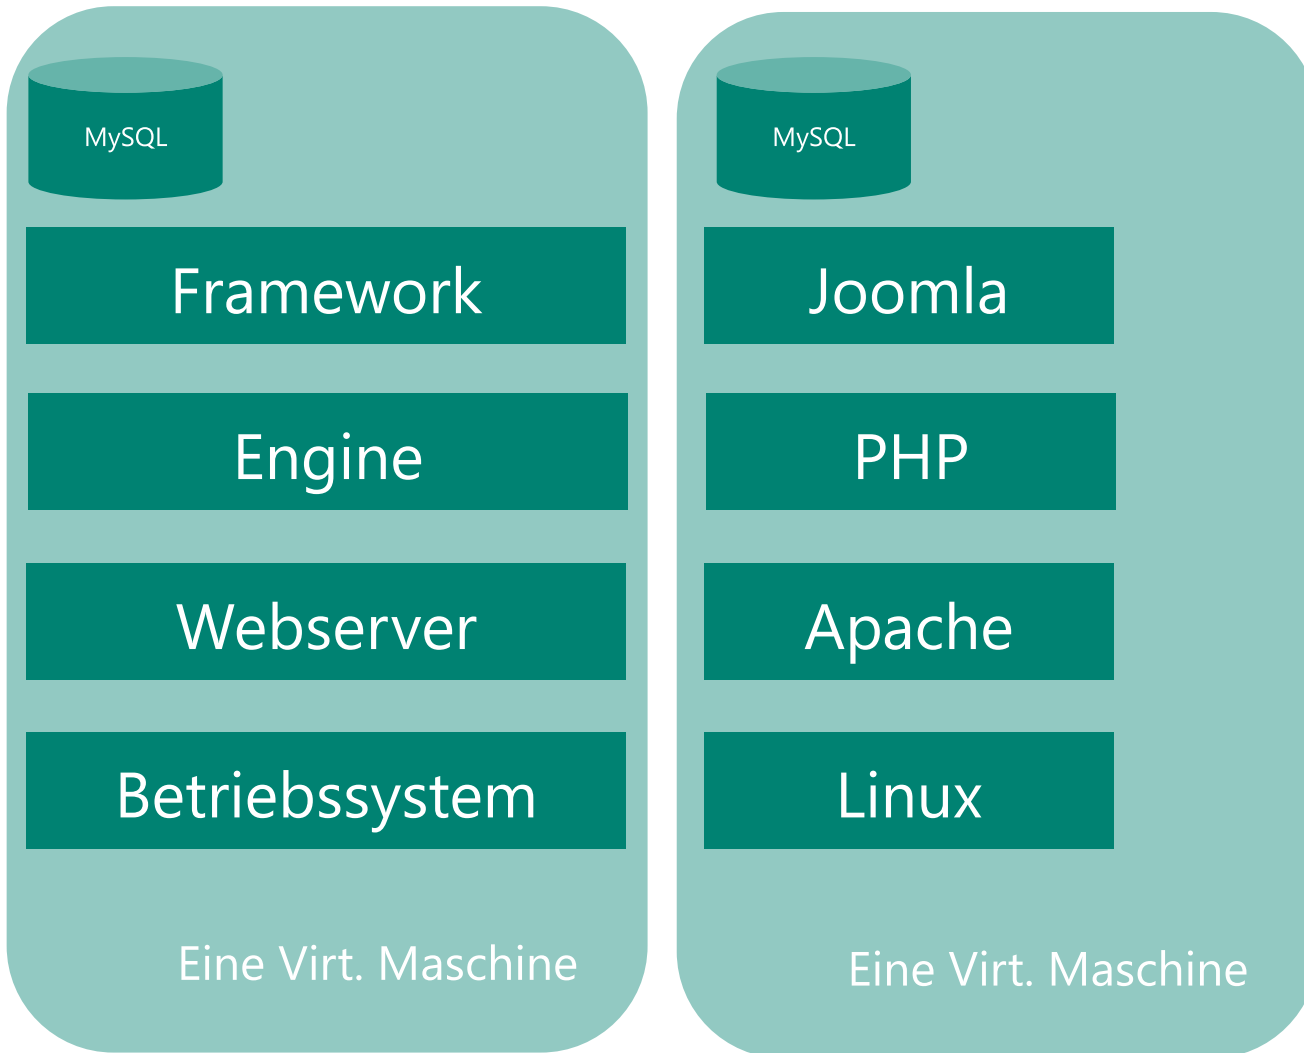 MySQL
Framework
Engine
Webserver
Betriebssystem
Eine Virt. Maschine
MySQL
Joomla
PHP
Apache
Linux
Eine Virt. Maschine